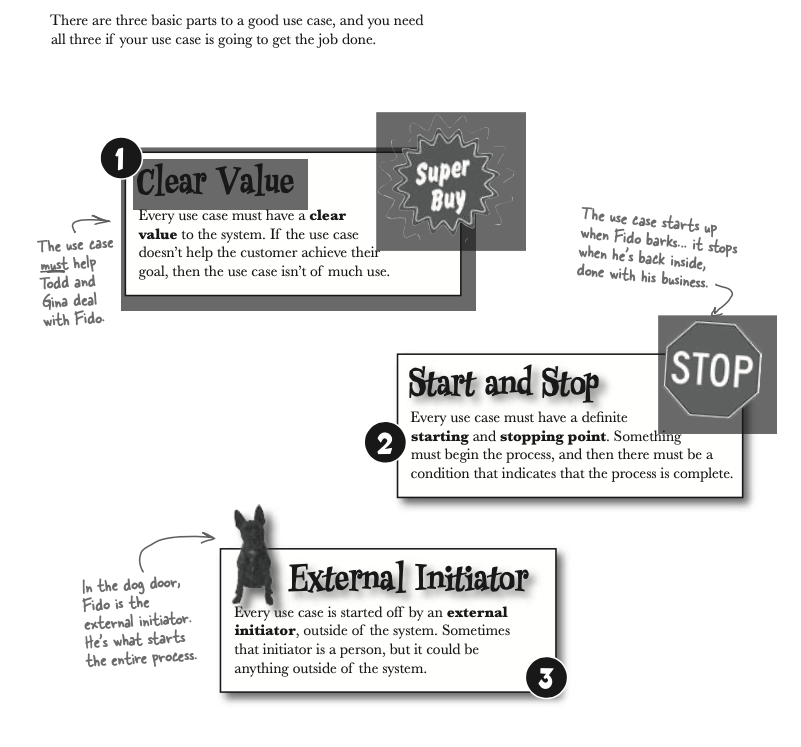 There are three basic parts to a good use case, and you need
all three if your use case is going to get the job done.
1
Clear Value
Super
Buy
Every use case must have a clear
value to the system. If the use case
doesn't help the customer achieve their
goal, then the use case isn't of much use.
The use case
must help
Todd and
Gina deal
with Fido.
The use case starts up
when Fido barks... it stops
when he's back inside,
done with his business.
STOP
Start and Stop
2
Every use case must have a definite
starting and stopping point. Something
must begin the process, and then there must be a
condition that indicates that the process is complete.
In the dog door,
Fido is the
external initiator.
He's what starts
the entire process.
External Initiator
Every use case is started off by an external
initiator, outside of the system. Sometimes
that initiator is a person, but it could be
anything outside of the system.
3